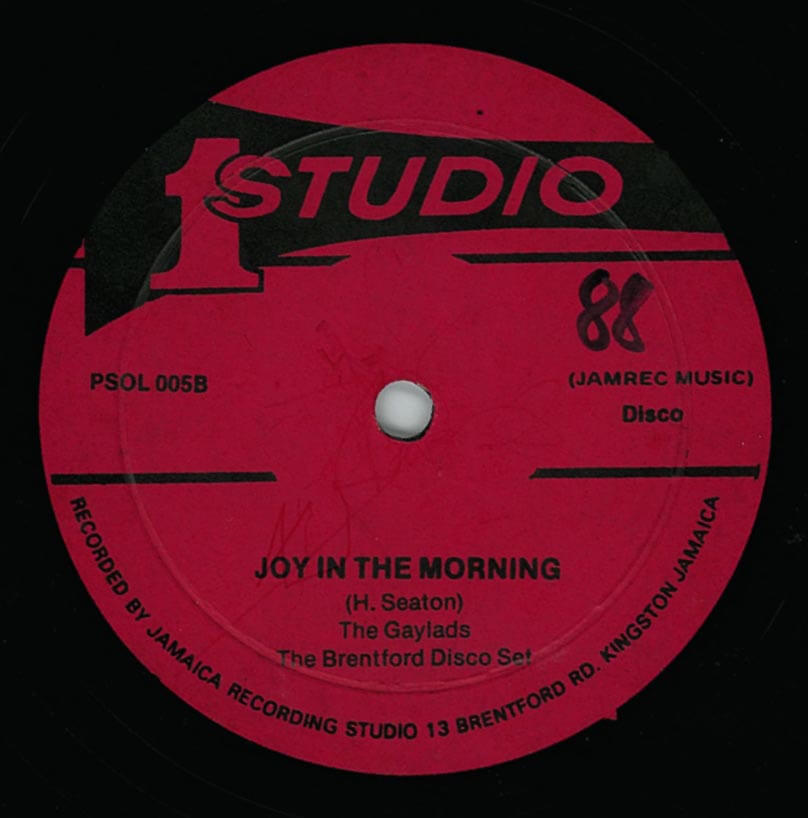 1 STUDIO
88
PSOL 005B
(JAMREC MUSIC)
Disco
JOY IN THE MORNING
(H. Seaton)
The Gaylads
The Brentford Disco Set
RECORDED BY JAMAICA RECORDING STUDIO 13 BRENTFORD RD. KINGSTON JAMAICA